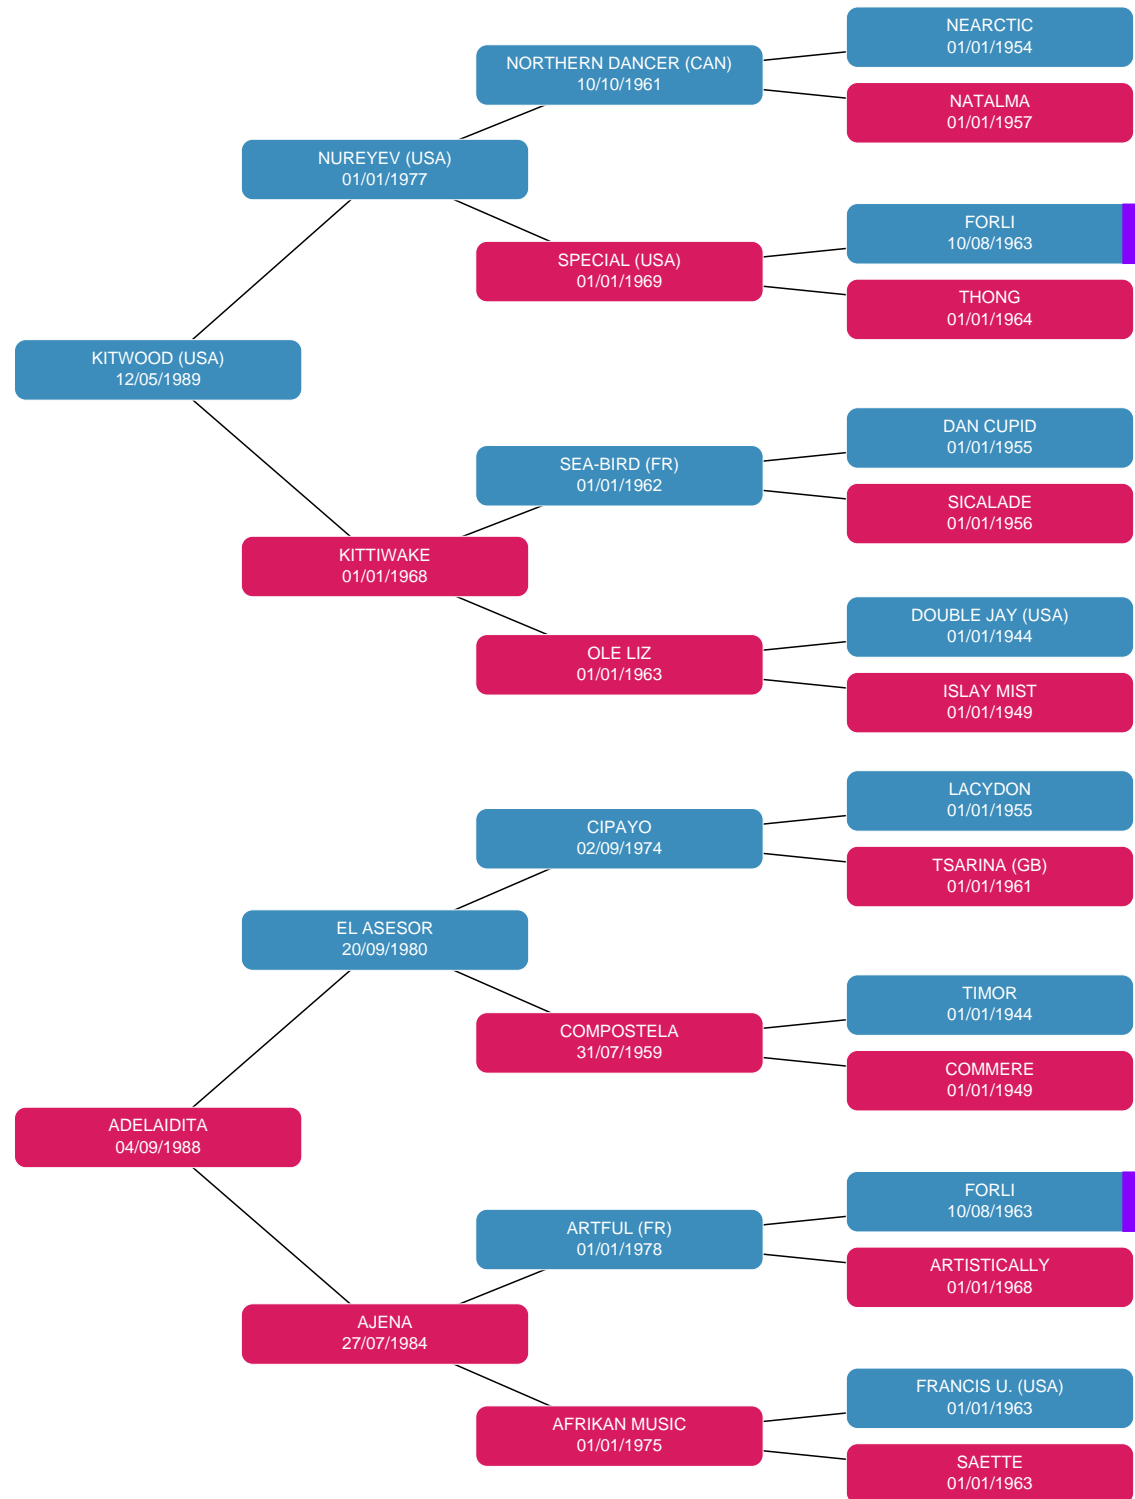 NEARCTIC
01/01/1954
NORTHERN DANCER (CAN)
10/10/1961
NATALMA
01/01/1957
NUREYEV (USA)
01/01/1977
FORLI
10/08/1963
SPECIAL (USA)
01/01/1969
THONG
01/01/1964
KITWOOD (USA)
12/05/1989
DAN CUPID
01/01/1955
SEA-BIRD (FR)
01/01/1962
SICALADE
01/01/1956
KITTIWAKE
01/01/1968
DOUBLE JAY (USA)
01/01/1944
OLE LIZ
01/01/1963
ISLAY MIST
01/01/1949
LACYDON
01/01/1955
CIPAYO
02/09/1974
TSARINA (GB)
01/01/1961
EL ASESOR
20/09/1980
TIMOR
01/01/1944
COMPOSTELA
31/07/1959
COMMERE
01/01/1949
ADELAIDITA
04/09/1988
FORLI
10/08/1963
ARTFUL (FR)
01/01/1978
ARTISTICALLY
01/01/1968
AJENA
27/07/1984
FRANCIS U. (USA)
01/01/1963
AFRIKAN MUSIC
01/01/1975
SAETTE
01/01/1963